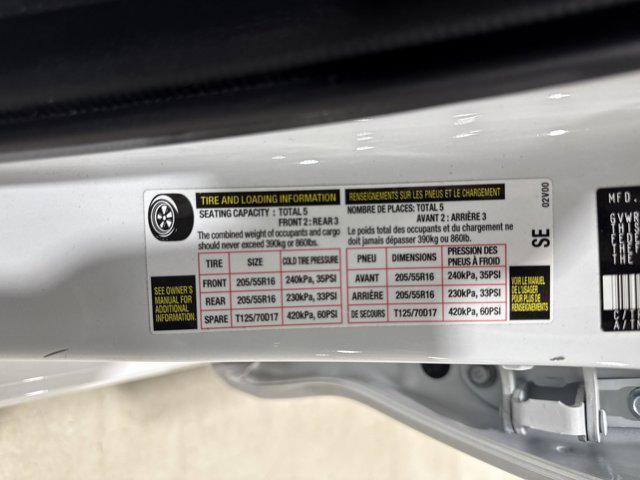 TIRE AND LOADING INFORMATION
SEATING CAPACITY : TOTAL 5
FRONT 2 : REAR 3
The combined weight of occupants and cargo
should never exceed 390kg or 860lbs.
SEE OWNER'S
MANUAL FOR
ADDITIONAL
INFORMATION.
TIRE SIZE COLD TIRE PRESSURE
FRONT 205/55R16 240kPa, 35PSI
REAR 205/55R16 230kPa, 33PSI
SPARE T125/70D17 420kPa, 60PSI
RENSEIGNEMENTS SUR LES PNEUS ET LE CHARGEMENT
NOMBRE DE PLACES: TOTAL 5
AVANT 2 : ARRIÈRE 3
Le poids total des occupants et du chargement ne
doit jamais dépasser 390kg ou 860lb.
PNEU DIMENSIONS PRESSION DES
PNEUS À FROID
AVANT 205/55R16 240kPa, 35PSI
ARRIÈRE 205/55R16 230kPa, 33PSI
DE SECOURS T125/70D17 420kPa, 60PSI
VOIR LE MANUEL
DE L'USAGER
POUR PLUS DE
RENSEIGNEMENTS.
SE
02V00
MFD.
GVWR